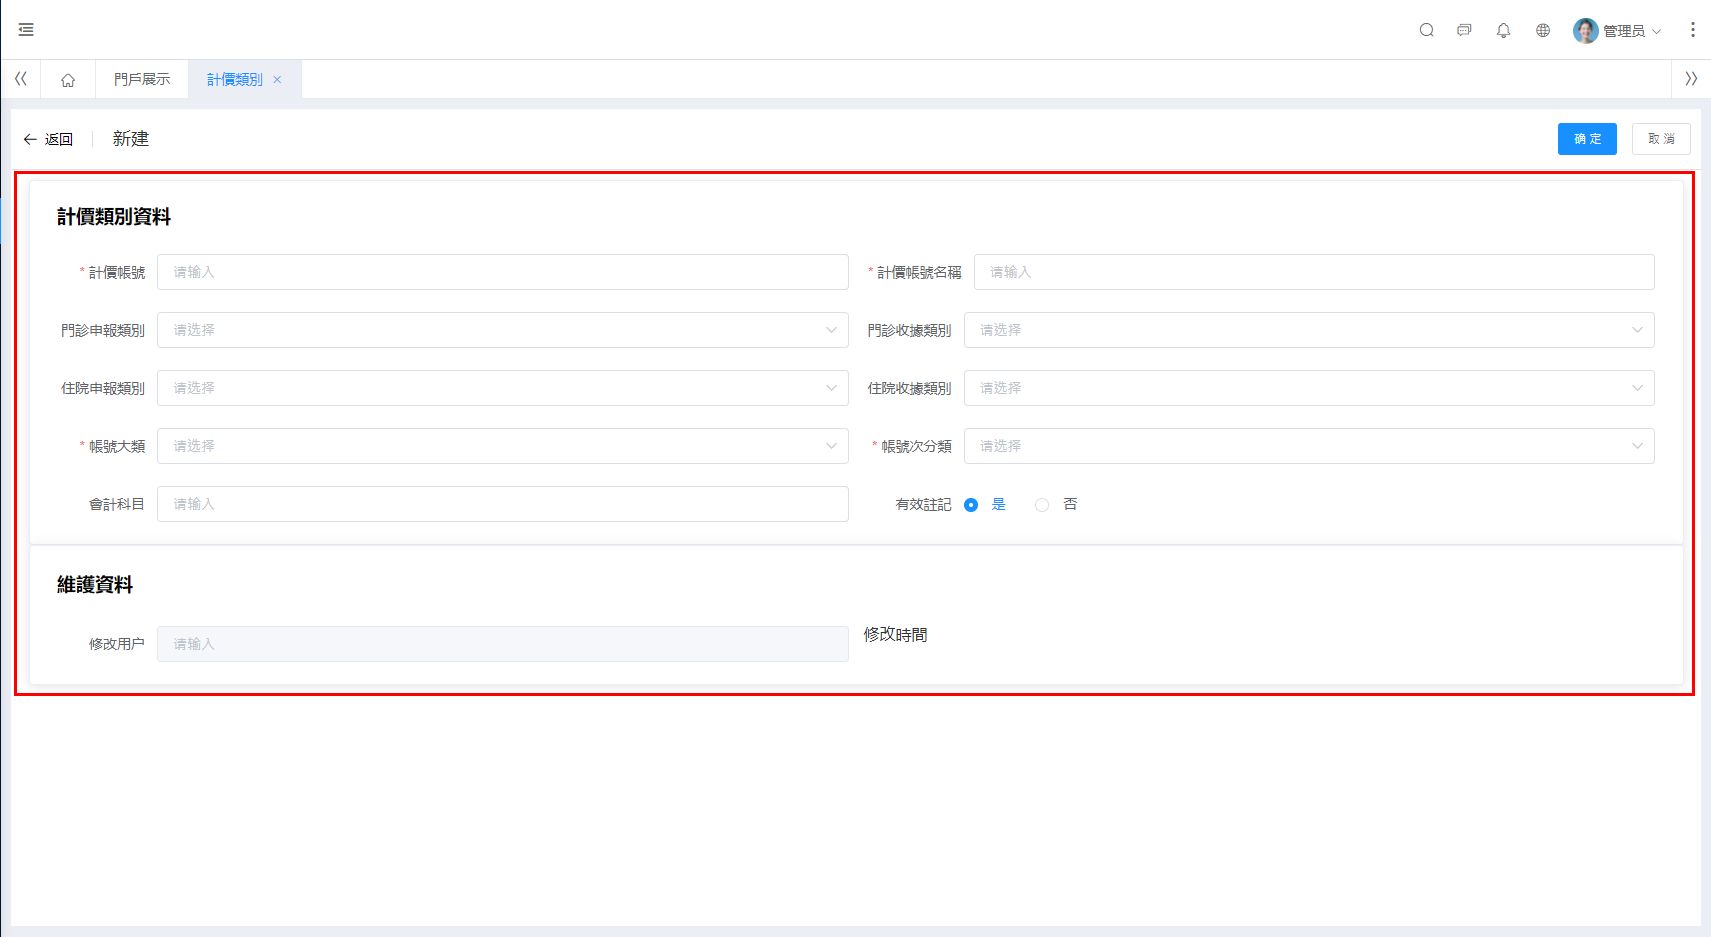 管理员
門戶展示 計價類別
返回 新建 确 定 取 消
計價類別資料
* 計價帳號 请输入 * 計價帳號名稱 请输入
門診申報類別 请选择 門診收據類別 请选择
住院申報類別 请选择 住院收據類別 请选择
* 帳號大類 请选择 * 帳號次分類 请选择
會計科目 请输入 有效註記 是 否
維護資料
修改用户 请输入 修改時間